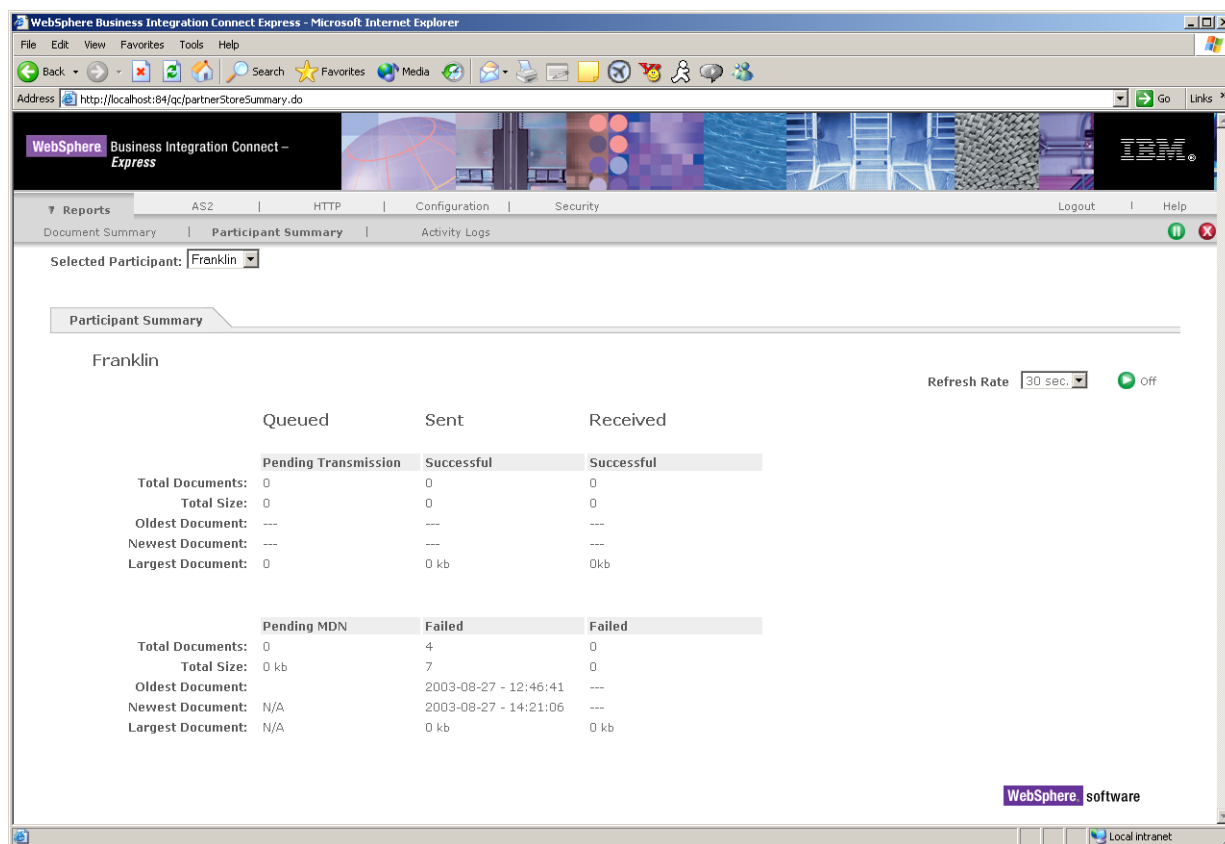 WebSphere Business Integration Connect Express - Microsoft Internet Explorer
File Edit View Favorites Tools Help
Back Search Favorites Media
Address http://localhost:84/qc/partnerStoreSummary.do Go Links »
WebSphere. Business Integration Connect –
Express
IBM®
Reports AS2 | HTTP | Configuration | Security Logout | Help
Document Summary | Participant Summary | Activity Logs
Selected Participant: Franklin
Participant Summary
Franklin
Refresh Rate 30 sec. Off
Queued Sent Received
Pending Transmission Successful Successful
Total Documents: 0 0 0
Total Size: 0 0 0
Oldest Document: --- --- ---
Newest Document: --- --- ---
Largest Document: 0 0 kb 0kb
Pending MDN Failed Failed
Total Documents: 0 4 0
Total Size: 0 kb 7 0
Oldest Document: 2003-08-27 - 12:46:41 ---
Newest Document: N/A 2003-08-27 - 14:21:06 ---
Largest Document: N/A 0 kb 0 kb
WebSphere. software
Local intranet